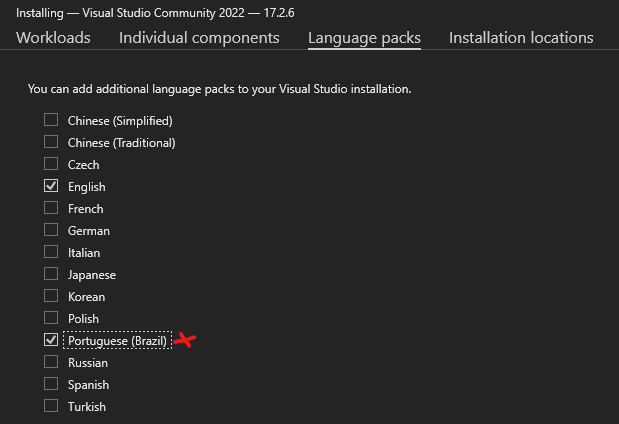 Installing — Visual Studio Community 2022 — 17.2.6
Workloads Individual components Language packs Installation locations
You can add additional language packs to your Visual Studio installation.
Chinese (Simplified)
Chinese (Traditional)
Czech
English
French
German
Italian
Japanese
Korean
Polish
Portuguese (Brazil)
Russian
Spanish
Turkish